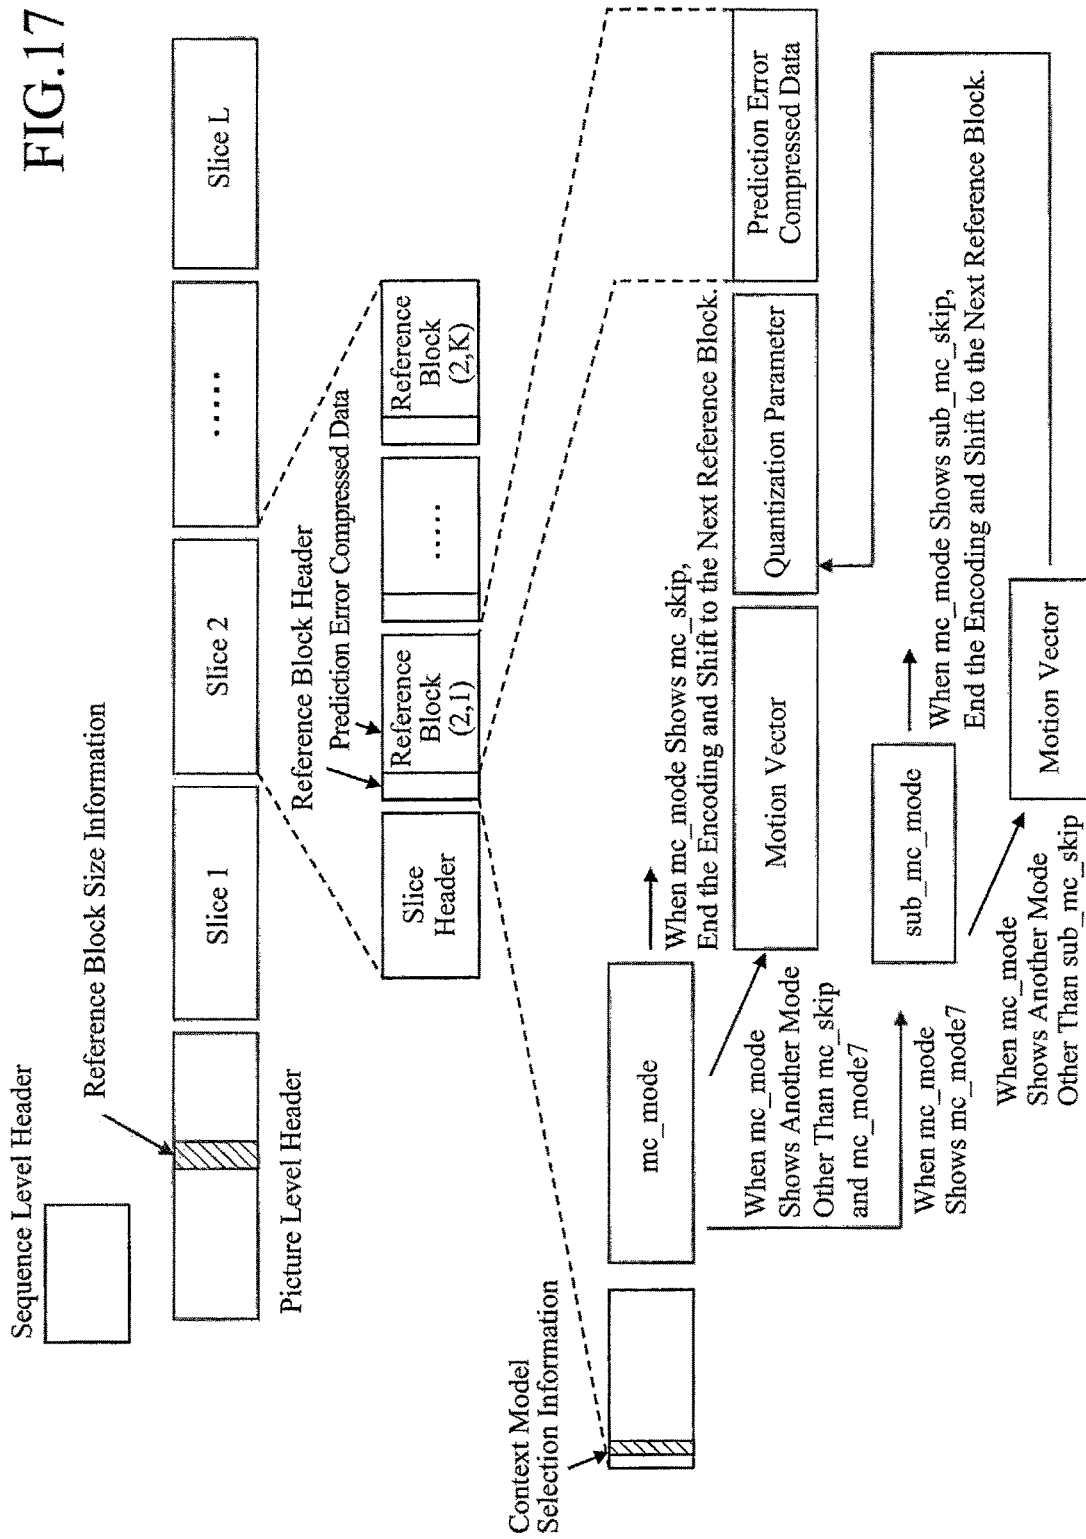 FIG.17
Sequence Level Header
Reference Block Size Information
Picture Level Header
Slice 1
Slice 2
......
Slice L
Reference Block Header
Prediction Error Compressed Data
Slice
Header
Reference
Block
(2,1)
.....
Reference
Block
(2,K)
Context Model
Selection Information
mc_mode
When mc_mode Shows mc_skip,
End the Encoding and Shift to the Next Reference Block.
When mc_mode
Shows Another Mode
Other Than mc_skip
and mc_mode7
Motion Vector
Quantization Parameter
Prediction Error
Compressed Data
When mc_mode
Shows mc_mode7
sub_mc_mode
When mc_mode Shows sub_mc_skip,
End the Encoding and Shift to the Next Reference Block.
When mc_mode
Shows Another Mode
Other Than sub_mc_skip
Motion Vector